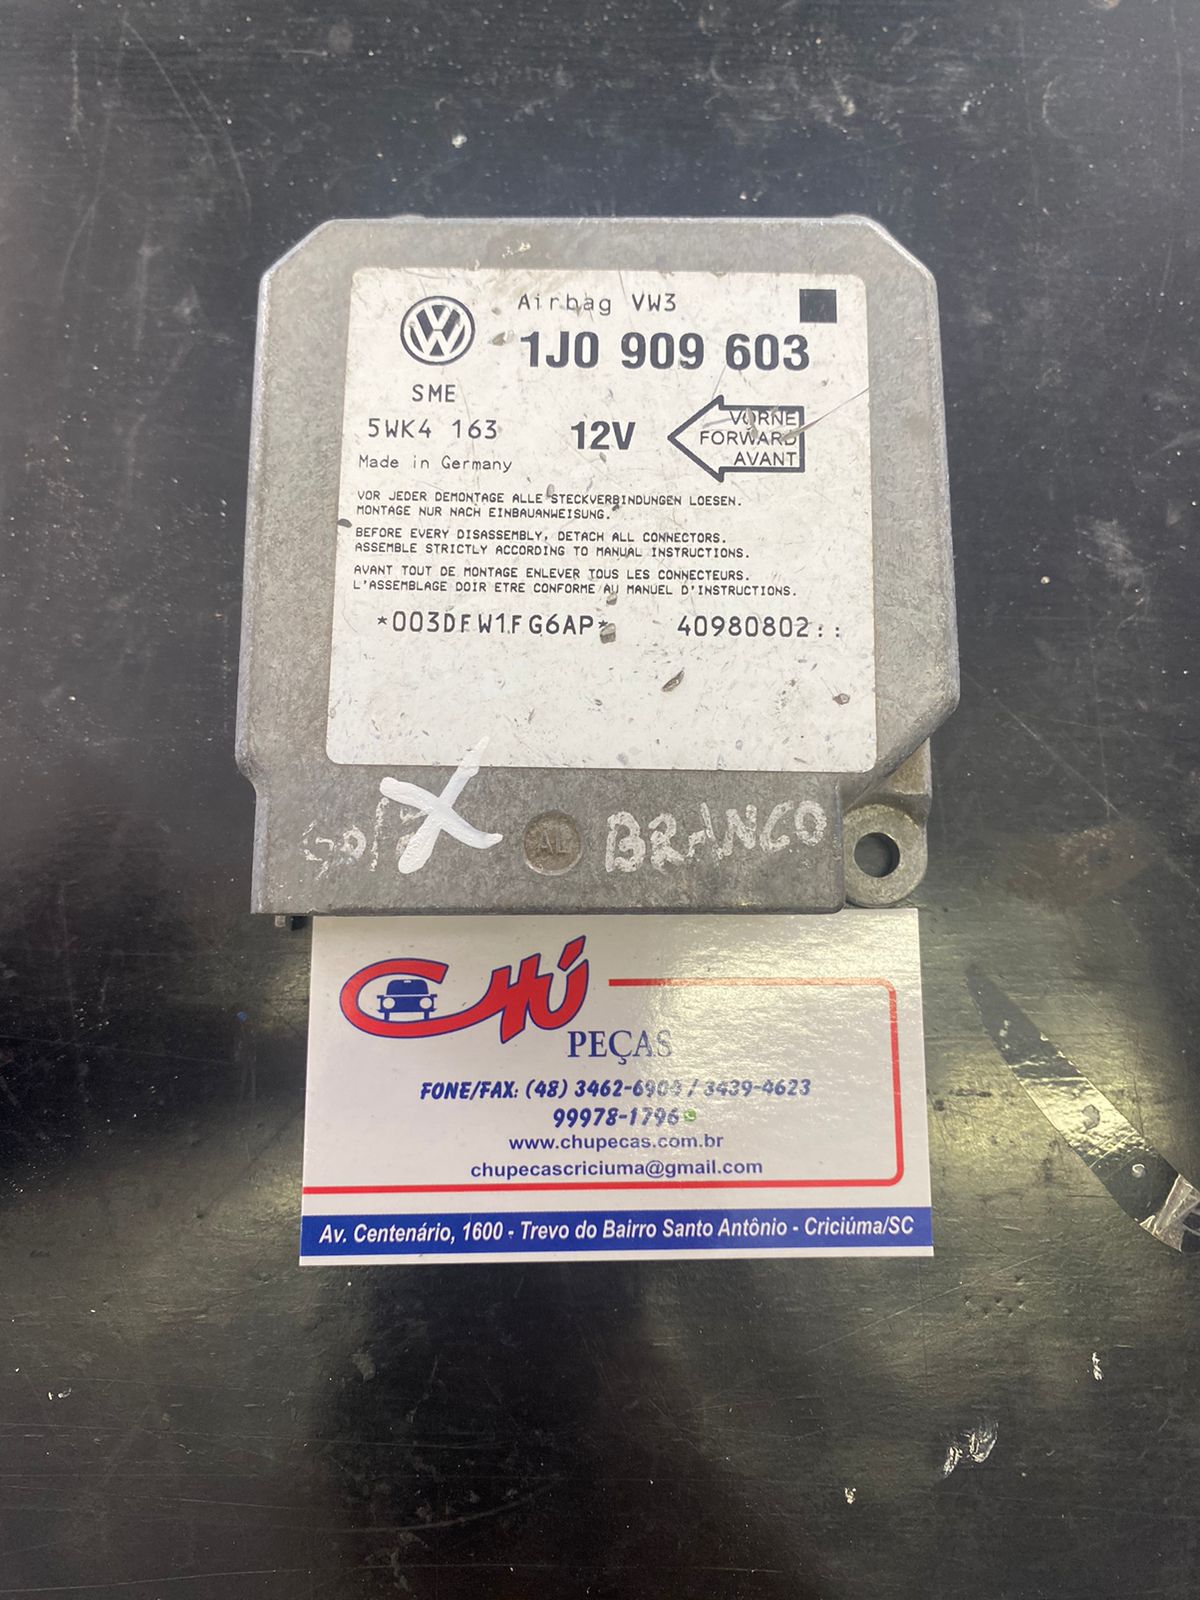 Airbag VW3
1J0 909 603
SME
5WK4 163
12V
VORNE
FORWARD
AVANT
Made in Germany
VOR JEDER DEMONTAGE ALLE STECKVERBINDUNGEN LOESEN.
MONTAGE NUR NACH EINBAUANWEISUNG.
BEFORE EVERY DISASSEMBLY, DETACH ALL CONNECTORS.
ASSEMBLE STRICTLY ACCORDING TO MANUAL INSTRUCTIONS.
AVANT TOUT DE MONTAGE ENLEVER TOUS LES CONNECTEURS.
L'ASSEMBLAGE DOIR ETRE CONFORME AU MANUEL D'INSTRUCTIONS.
*003DFW1FG6AP* 40980802::
X
AL
BRANCO
CHÚ
PEÇAS
FONE/FAX: (48) 3462-6904 / 3439-4623
99978-1796
www.chupecas.com.br
chupecascriciuma@gmail.com
Av. Centenário, 1600 - Trevo do Bairro Santo Antônio - Criciúma/SC